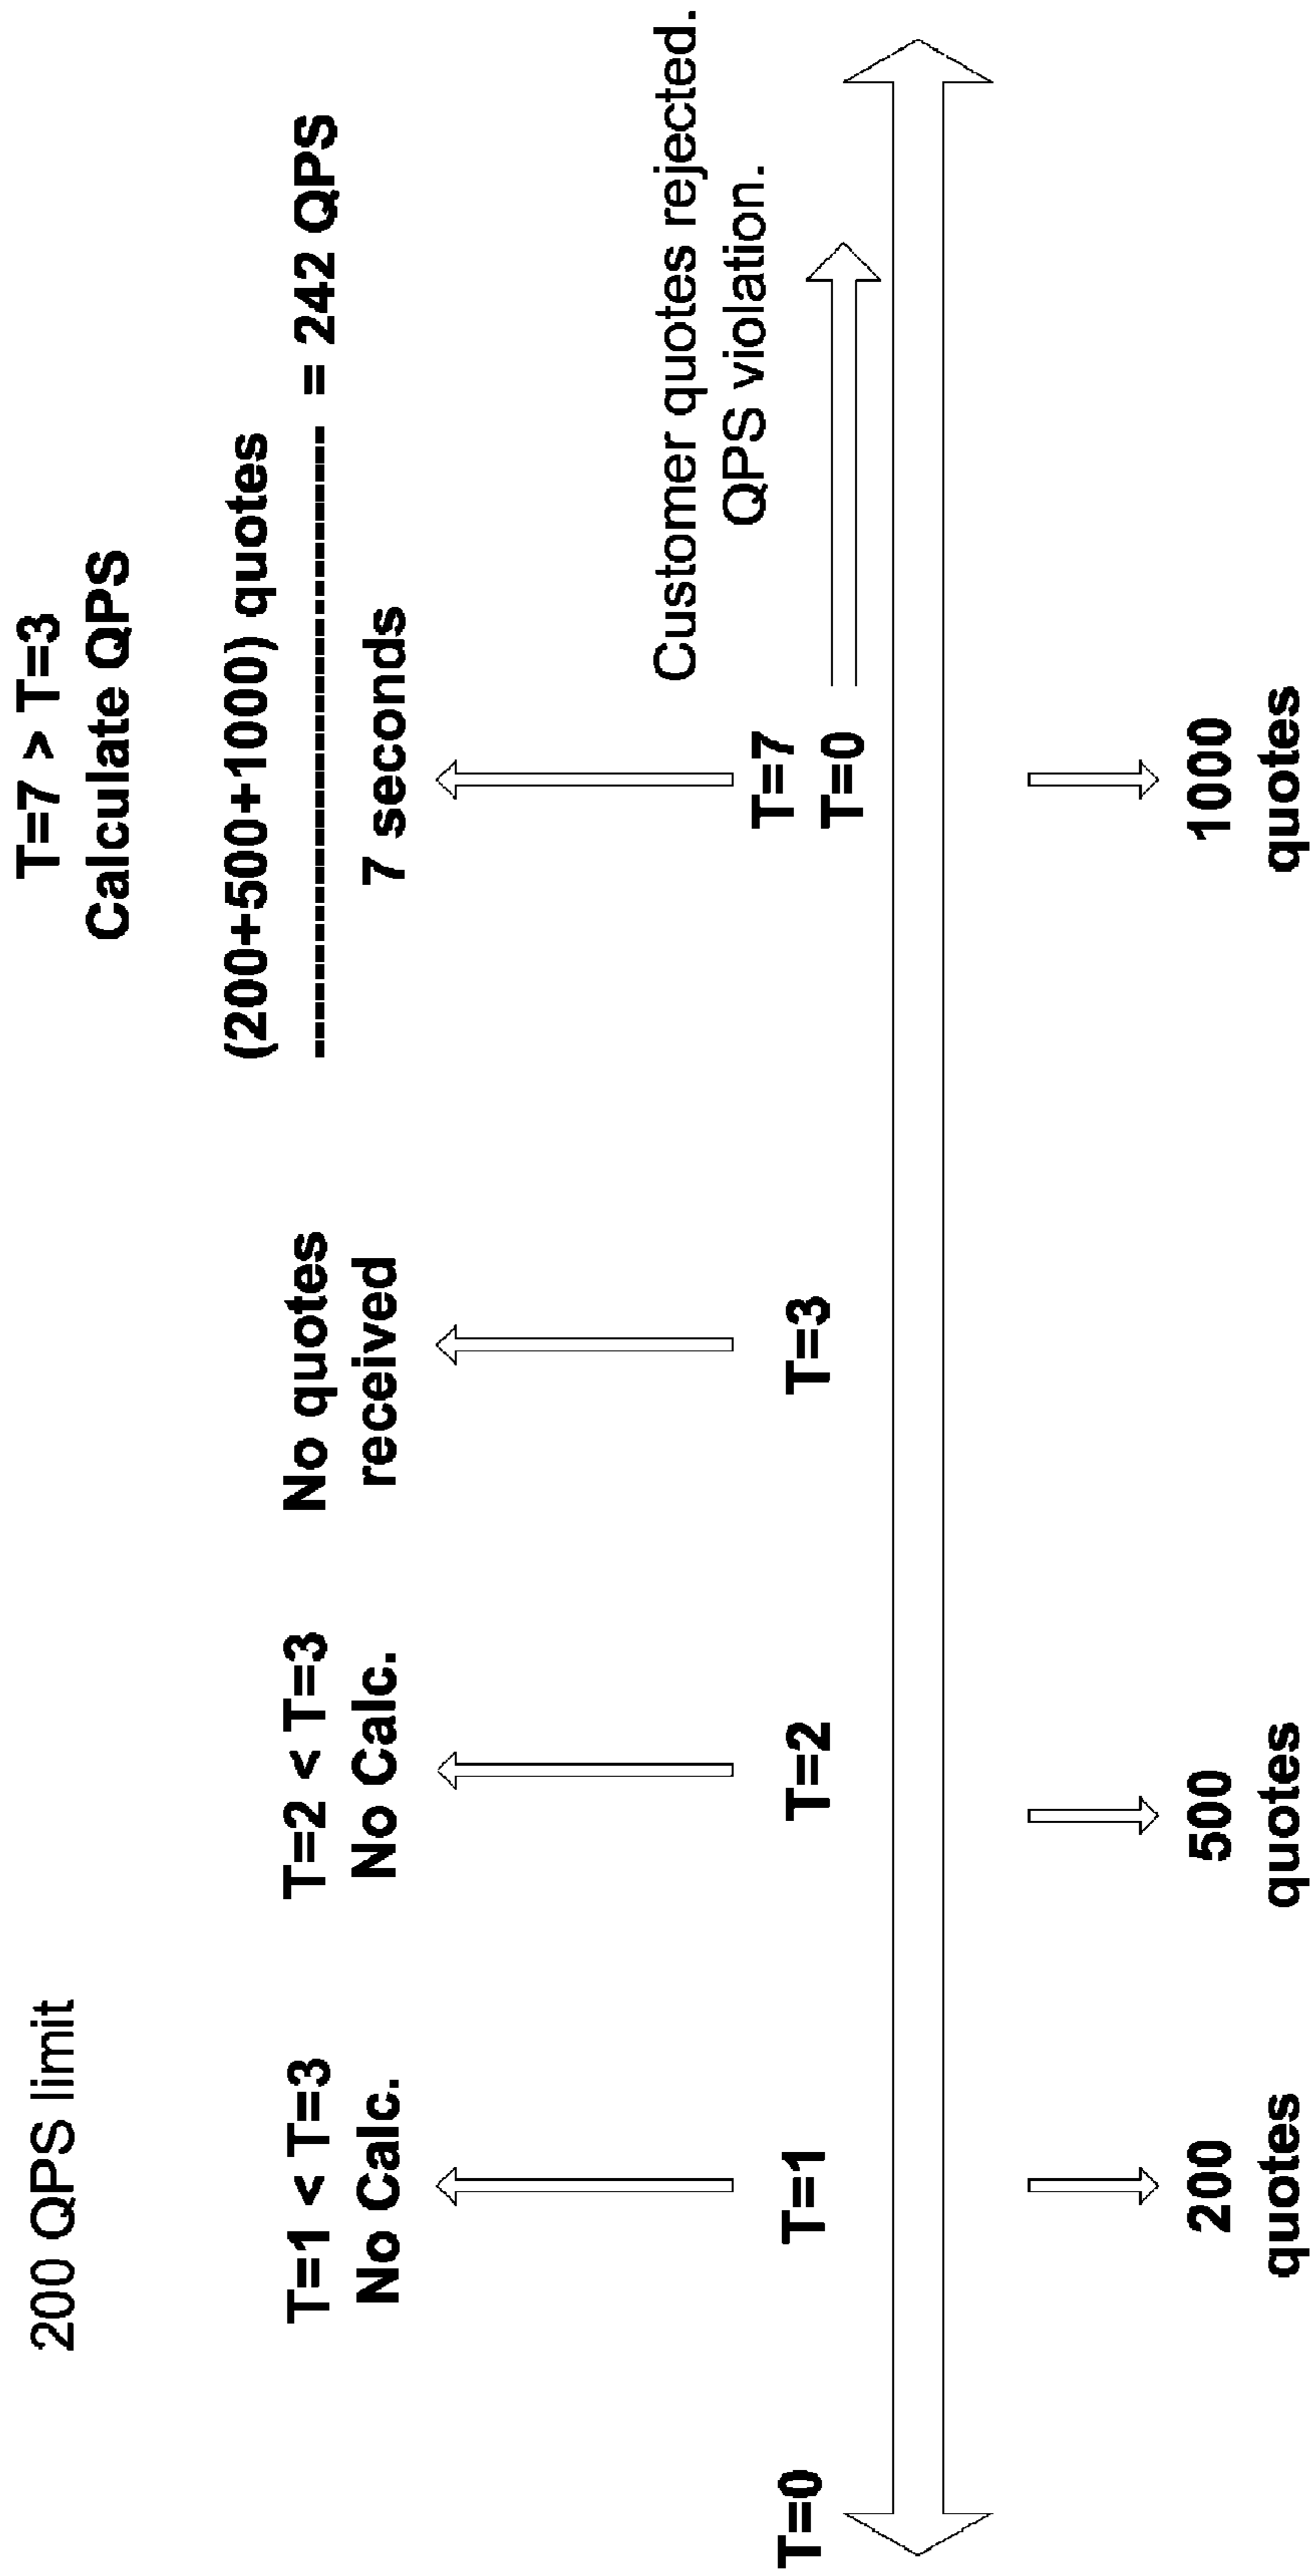 200 QPS limit
T=7 > T=3
Calculate QPS
(200+500+1000) quotes
---------------------------------- = 242 QPS
7 seconds
T=1 < T=3
No Calc.
T=2 < T=3
No Calc.
No quotes
received
Customer quotes rejected.
QPS violation.
T=0
T=1
T=2
T=3
T=7
T=0
200
quotes
500
quotes
1000
quotes